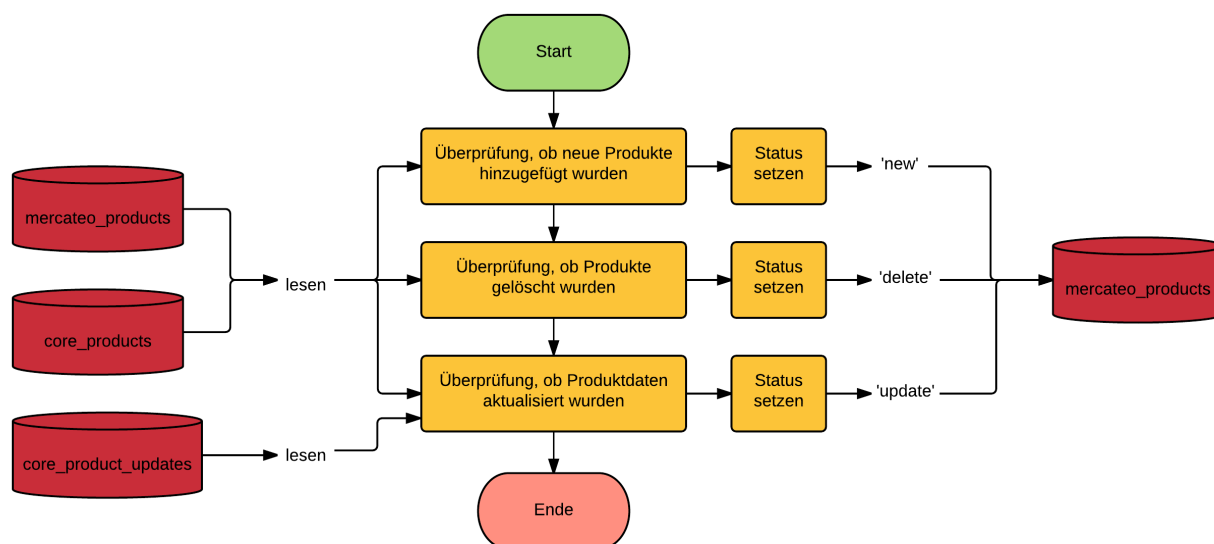 Start
Überprüfung, ob neue Produkte
hinzugefügt wurden
Status
setzen
'new'
mercateo_products
core_products
lesen
Überprüfung, ob Produkte
gelöscht wurden
Status
setzen
'delete'
mercateo_products
Überprüfung, ob Produktdaten
aktualisiert wurden
Status
setzen
'update'
core_product_updates
lesen
Ende